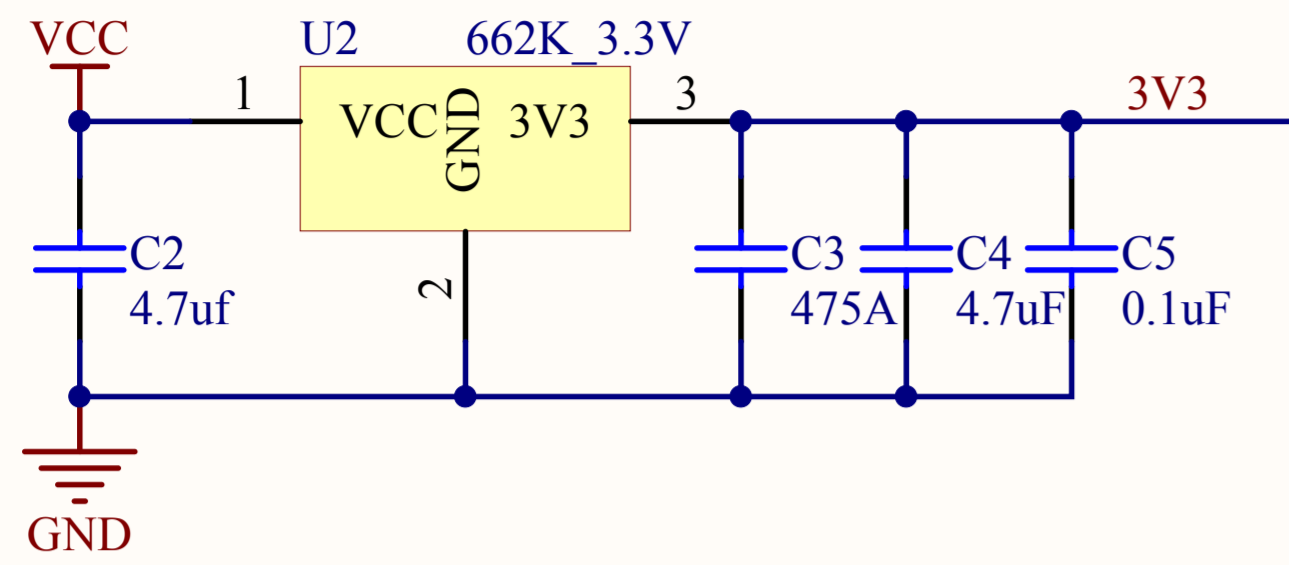 VCC
U2
662K_3.3V
1
VCC
GND
3V3
3
3V3
2
C2
4.7uf
C3
475A
C4
4.7uF
C5
0.1uF
GND